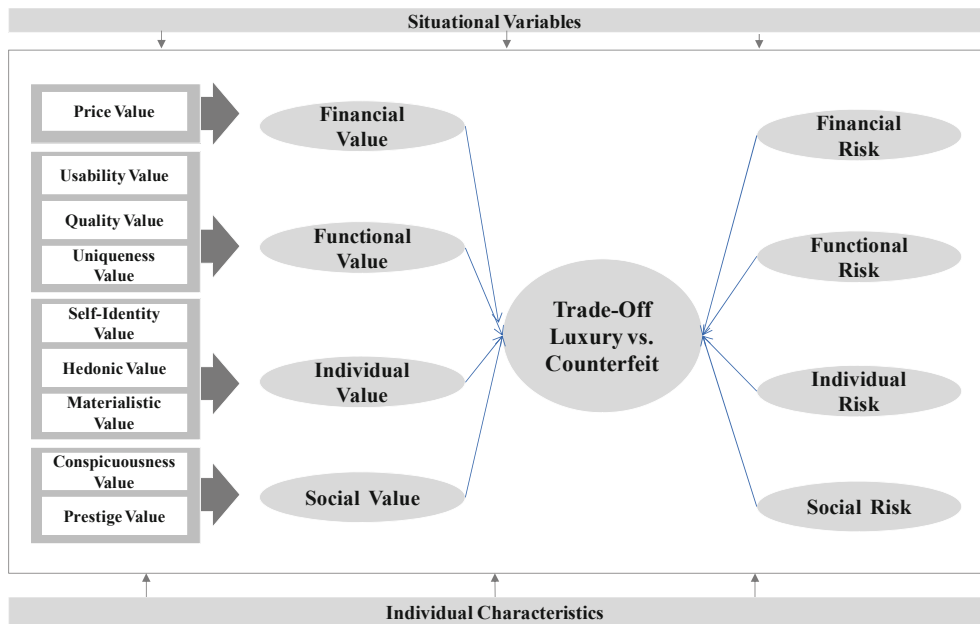 Situational Variables
Price Value
Usability Value
Quality Value
Uniqueness
Value
Self-Identity
Value
Hedonic Value
Materialistic
Value
Conspicuousness
Value
Prestige Value
Financial
Value
Functional
Value
Individual
Value
Social Value
Trade-Off
Luxury vs.
Counterfeit
Financial
Risk
Functional
Risk
Individual
Risk
Social Risk
Individual Characteristics